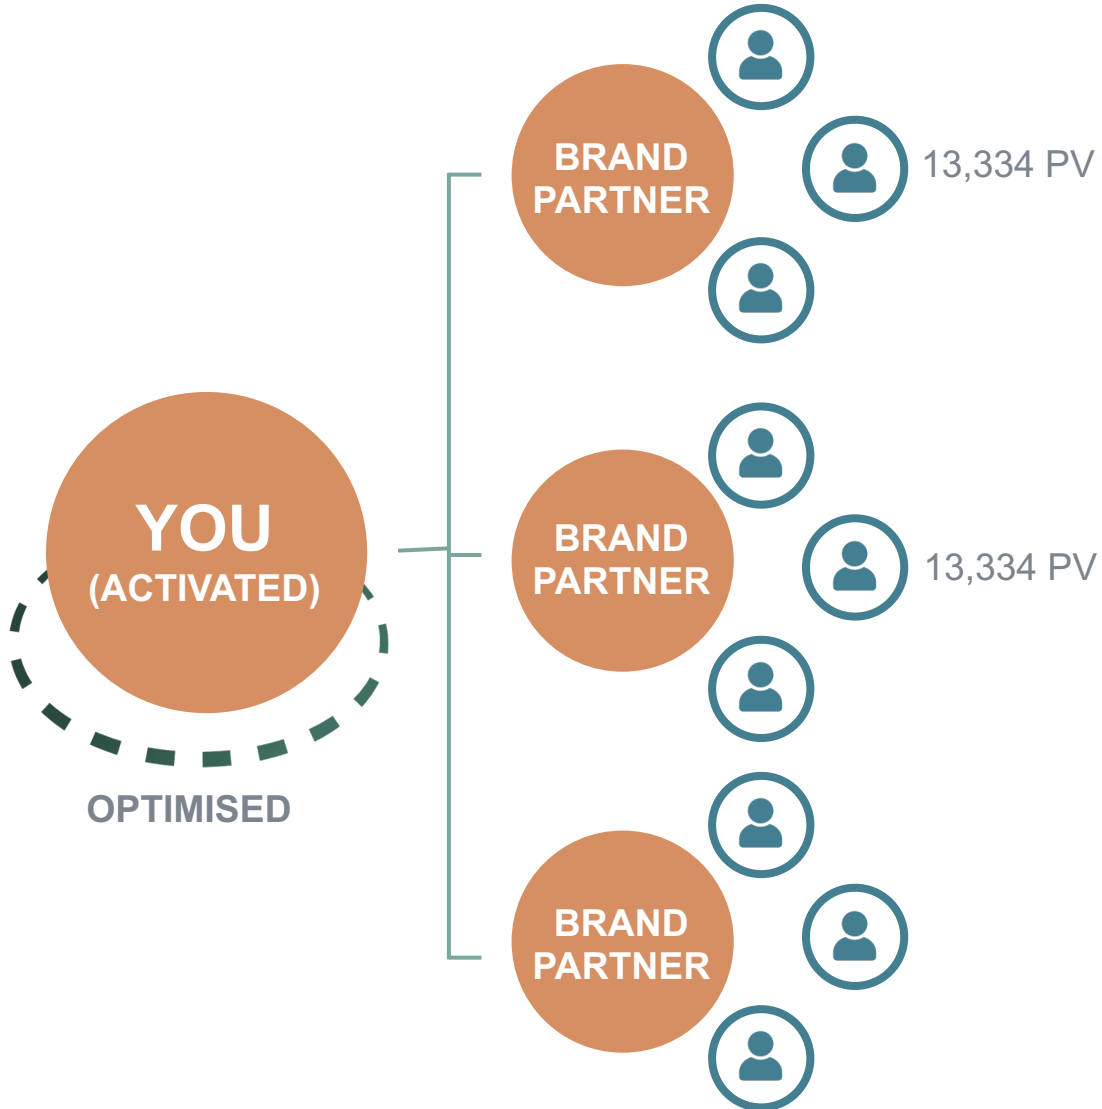 BRAND
PARTNER
13,334 PV
YOU
(ACTIVATED)
BRAND
PARTNER
13,334 PV
OPTIMISED
BRAND
PARTNER